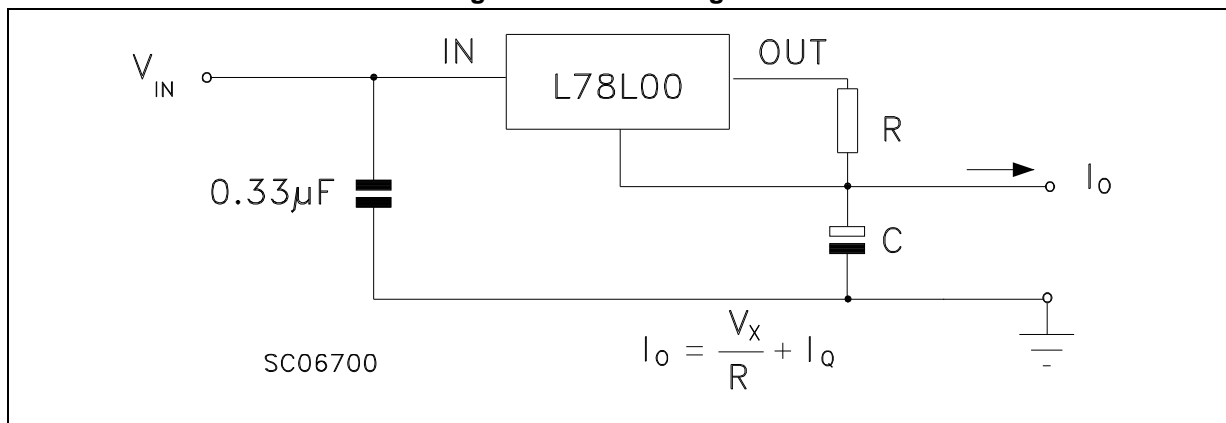 V_IN
IN
L78L00
OUT
R
0.33µF
I_O
C
I_O = V_X / R + I_Q
SC06700